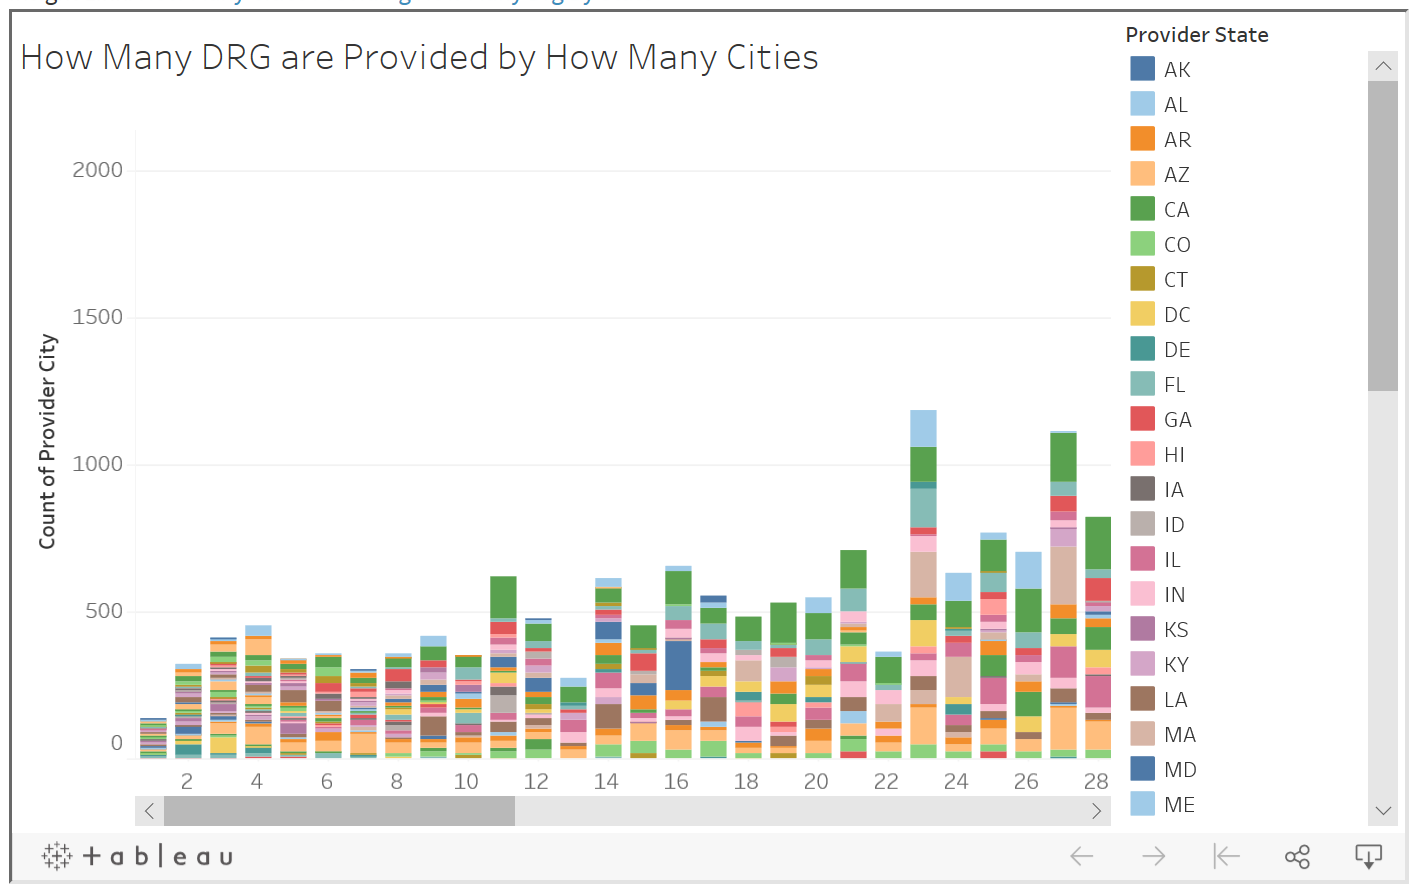 How Many DRG are Provided by How Many Cities
Provider State
AK
AL
AR
AZ
CA
CO
CT
DC
DE
FL
GA
HI
IA
ID
IL
IN
KS
KY
LA
MA
MD
ME
Count of Provider City
2000
1500
1000
500
0
2 4 6 8 10 12 14 16 18 20 22 24 26 28
+ableau